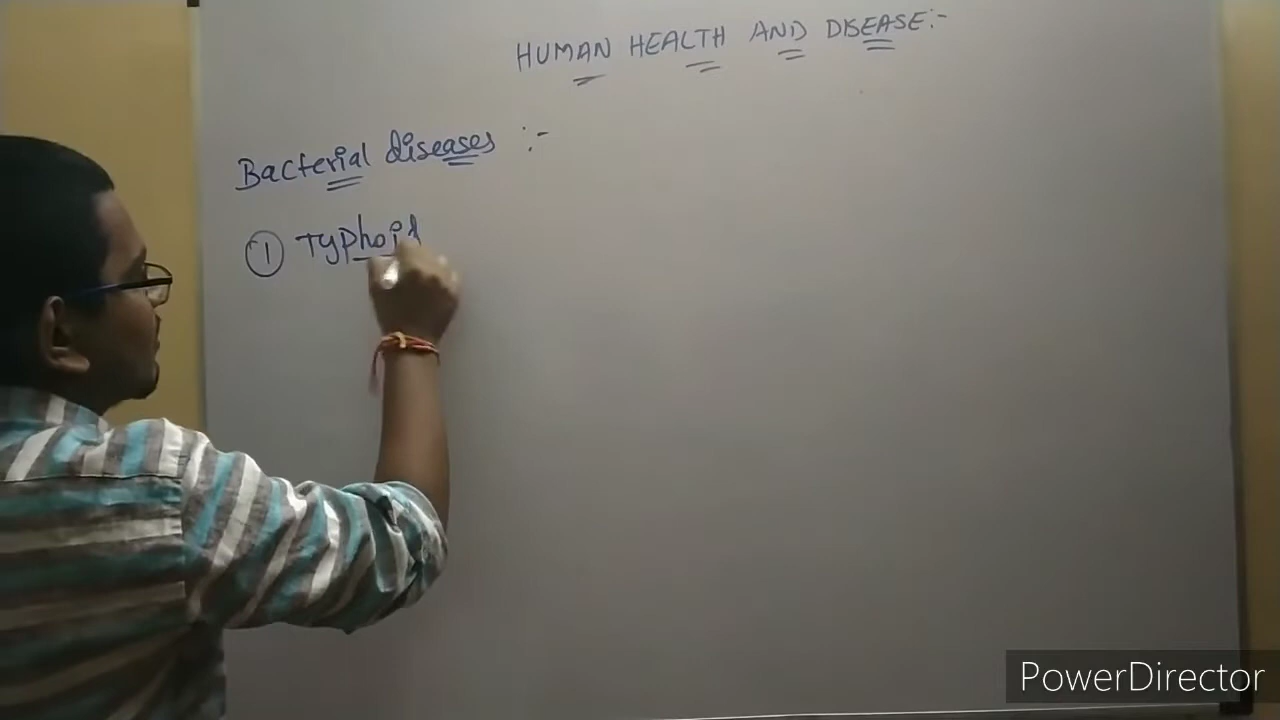 HUMAN HEALTH AND DISEASE:-
Bacterial diseases :-
① Typhoid
PowerDirector